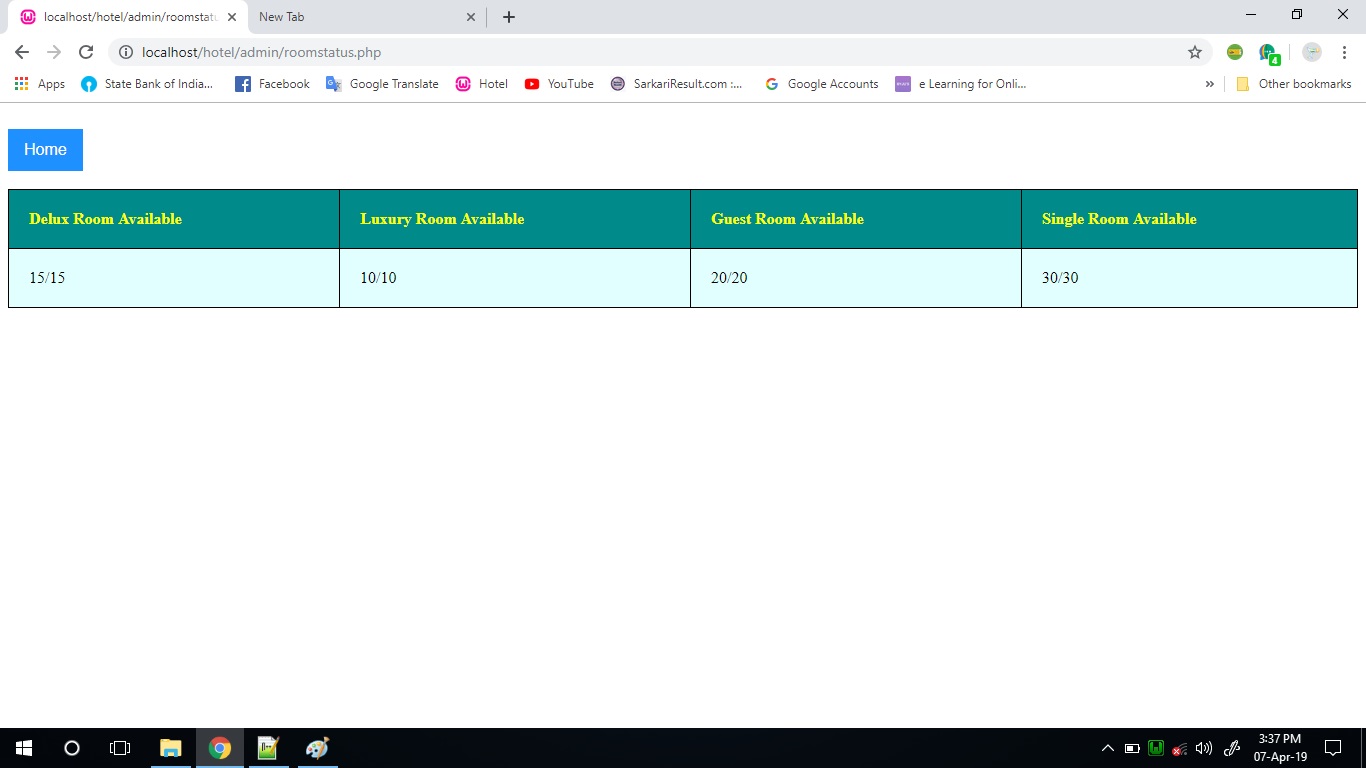 localhost/hotel/admin/roomstatu
New Tab
localhost/hotel/admin/roomstatus.php
4
Apps
State Bank of India...
Facebook
Google Translate
Hotel
YouTube
SarkariResult.com :...
Google Accounts
e Learning for Onli...
»
Other bookmarks
Home
Delux Room Available Luxury Room Available Guest Room Available Single Room Available
15/15 10/10 20/20 30/30
3:37 PM
07-Apr-19